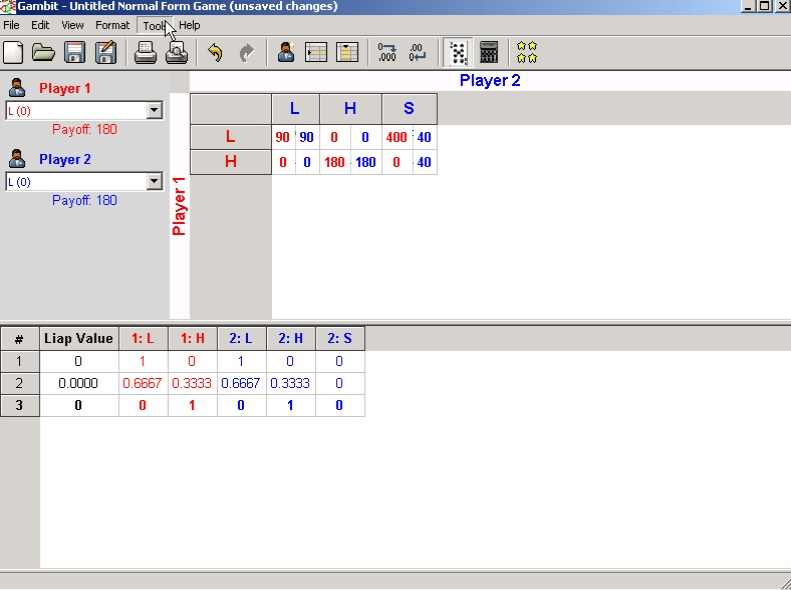 Gambit - Untitled Normal Form Game (unsaved changes)
File Edit View Format Tools Help
.000 .00
Player 2
Player 1
L (0)
Payoff: 180
Player 2
L (0)
Payoff: 180
Player 1
L H S
L 90 90 0 0 400 40
H 0 0 180 180 0 40
# Liap Value 1: L 1: H 2: L 2: H 2: S
1 0 1 0 1 0 0
2 0.0000 0.6667 0.3333 0.6667 0.3333 0
3 0 0 1 0 1 0